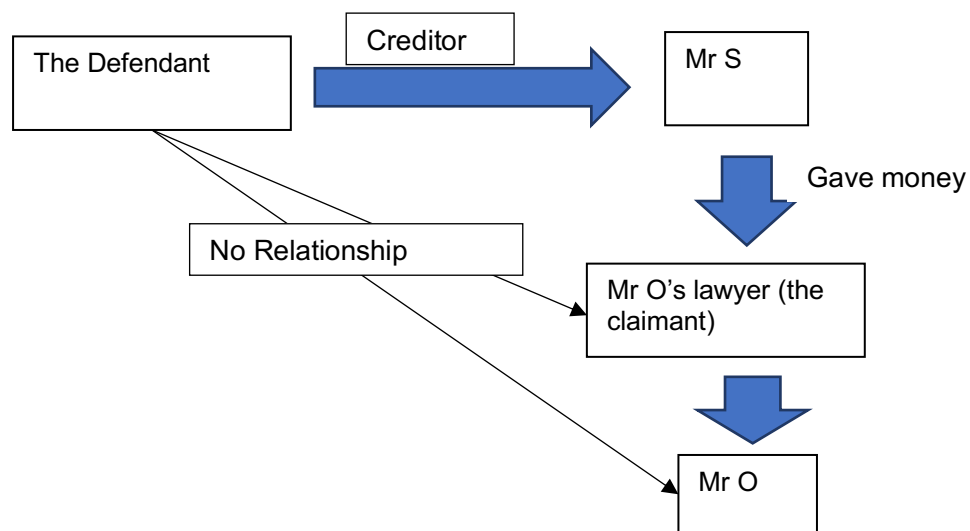 Creditor
The Defendant
Mr S
Gave money
No Relationship
Mr O’s lawyer (the
claimant)
Mr O